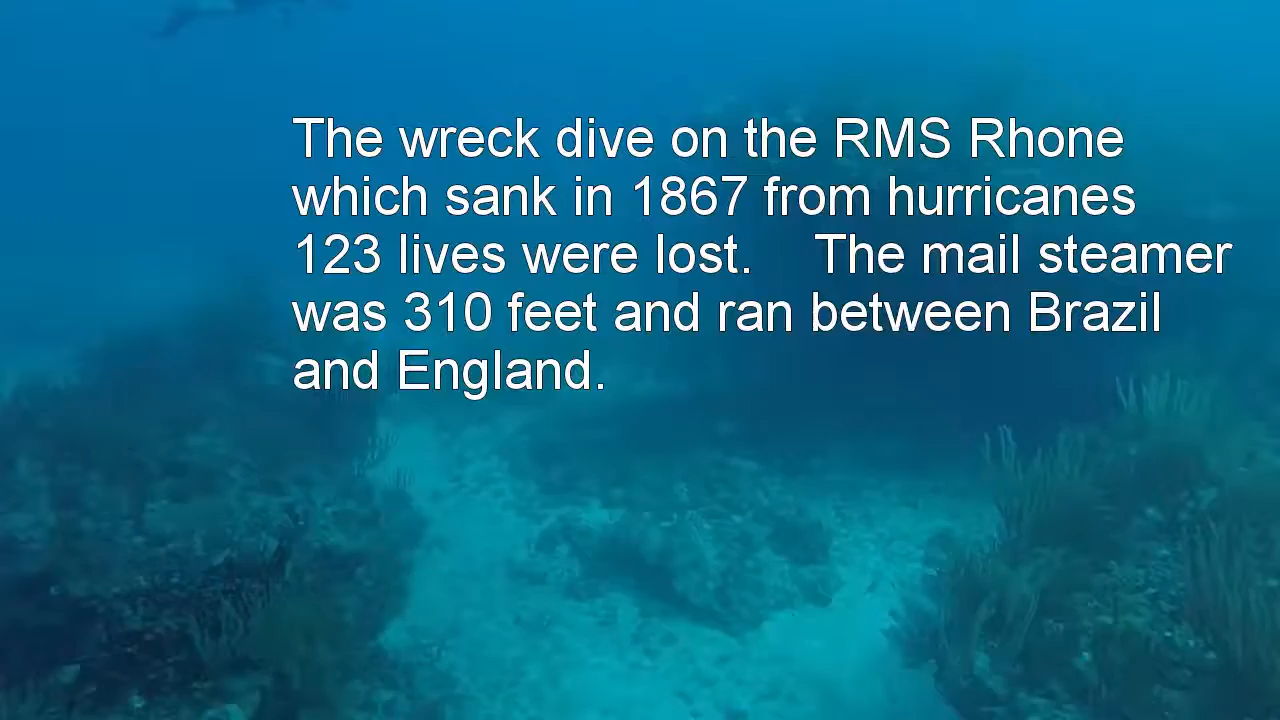 The wreck dive on the RMS Rhone
which sank in 1867 from hurricanes
123 lives were lost.    The mail steamer
was 310 feet and ran between Brazil
and England.